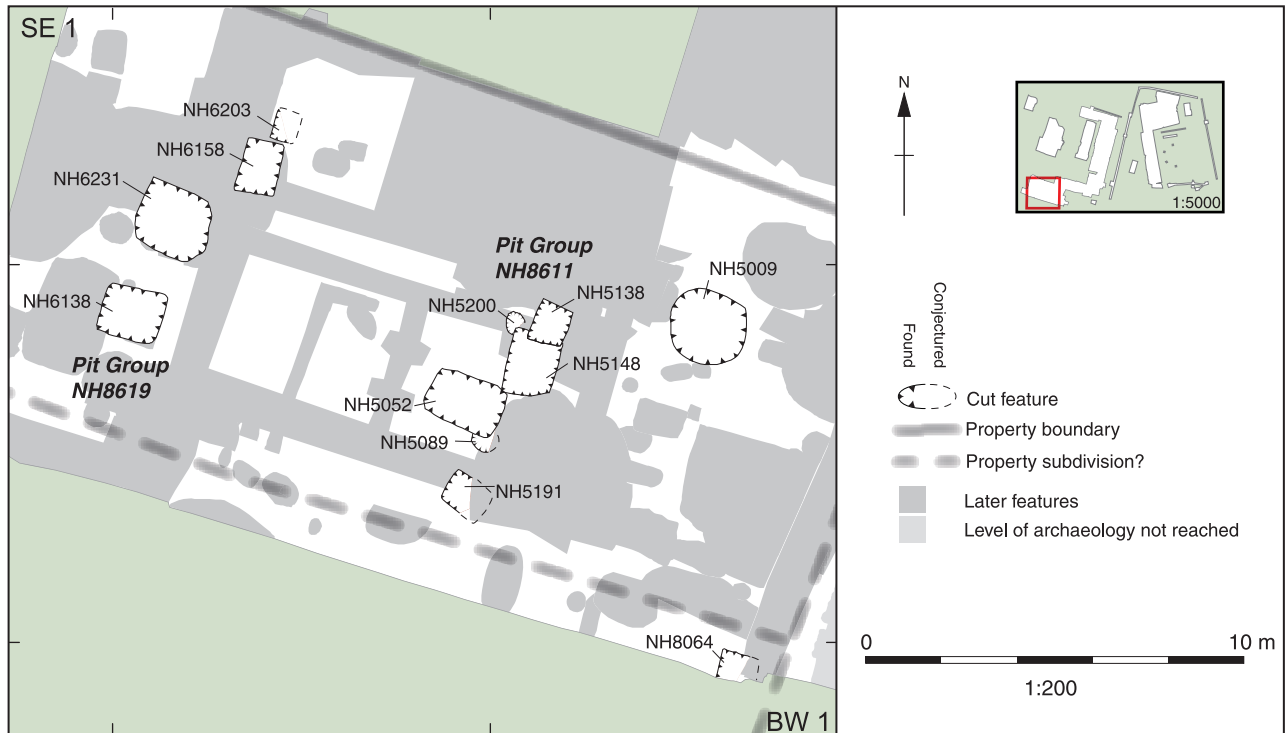 SE 1
NH6203
NH6158
NH6231
NH6138
Pit Group
NH8619
Pit Group
NH8611
NH5200
NH5138
NH5009
NH5148
NH5052
NH5089
NH5191
NH8064
BW 1
N
1:5000
Found
Conjectured
Cut feature
Property boundary
Property subdivision?
Later features
Level of archaeology not reached
0 10 m
1:200